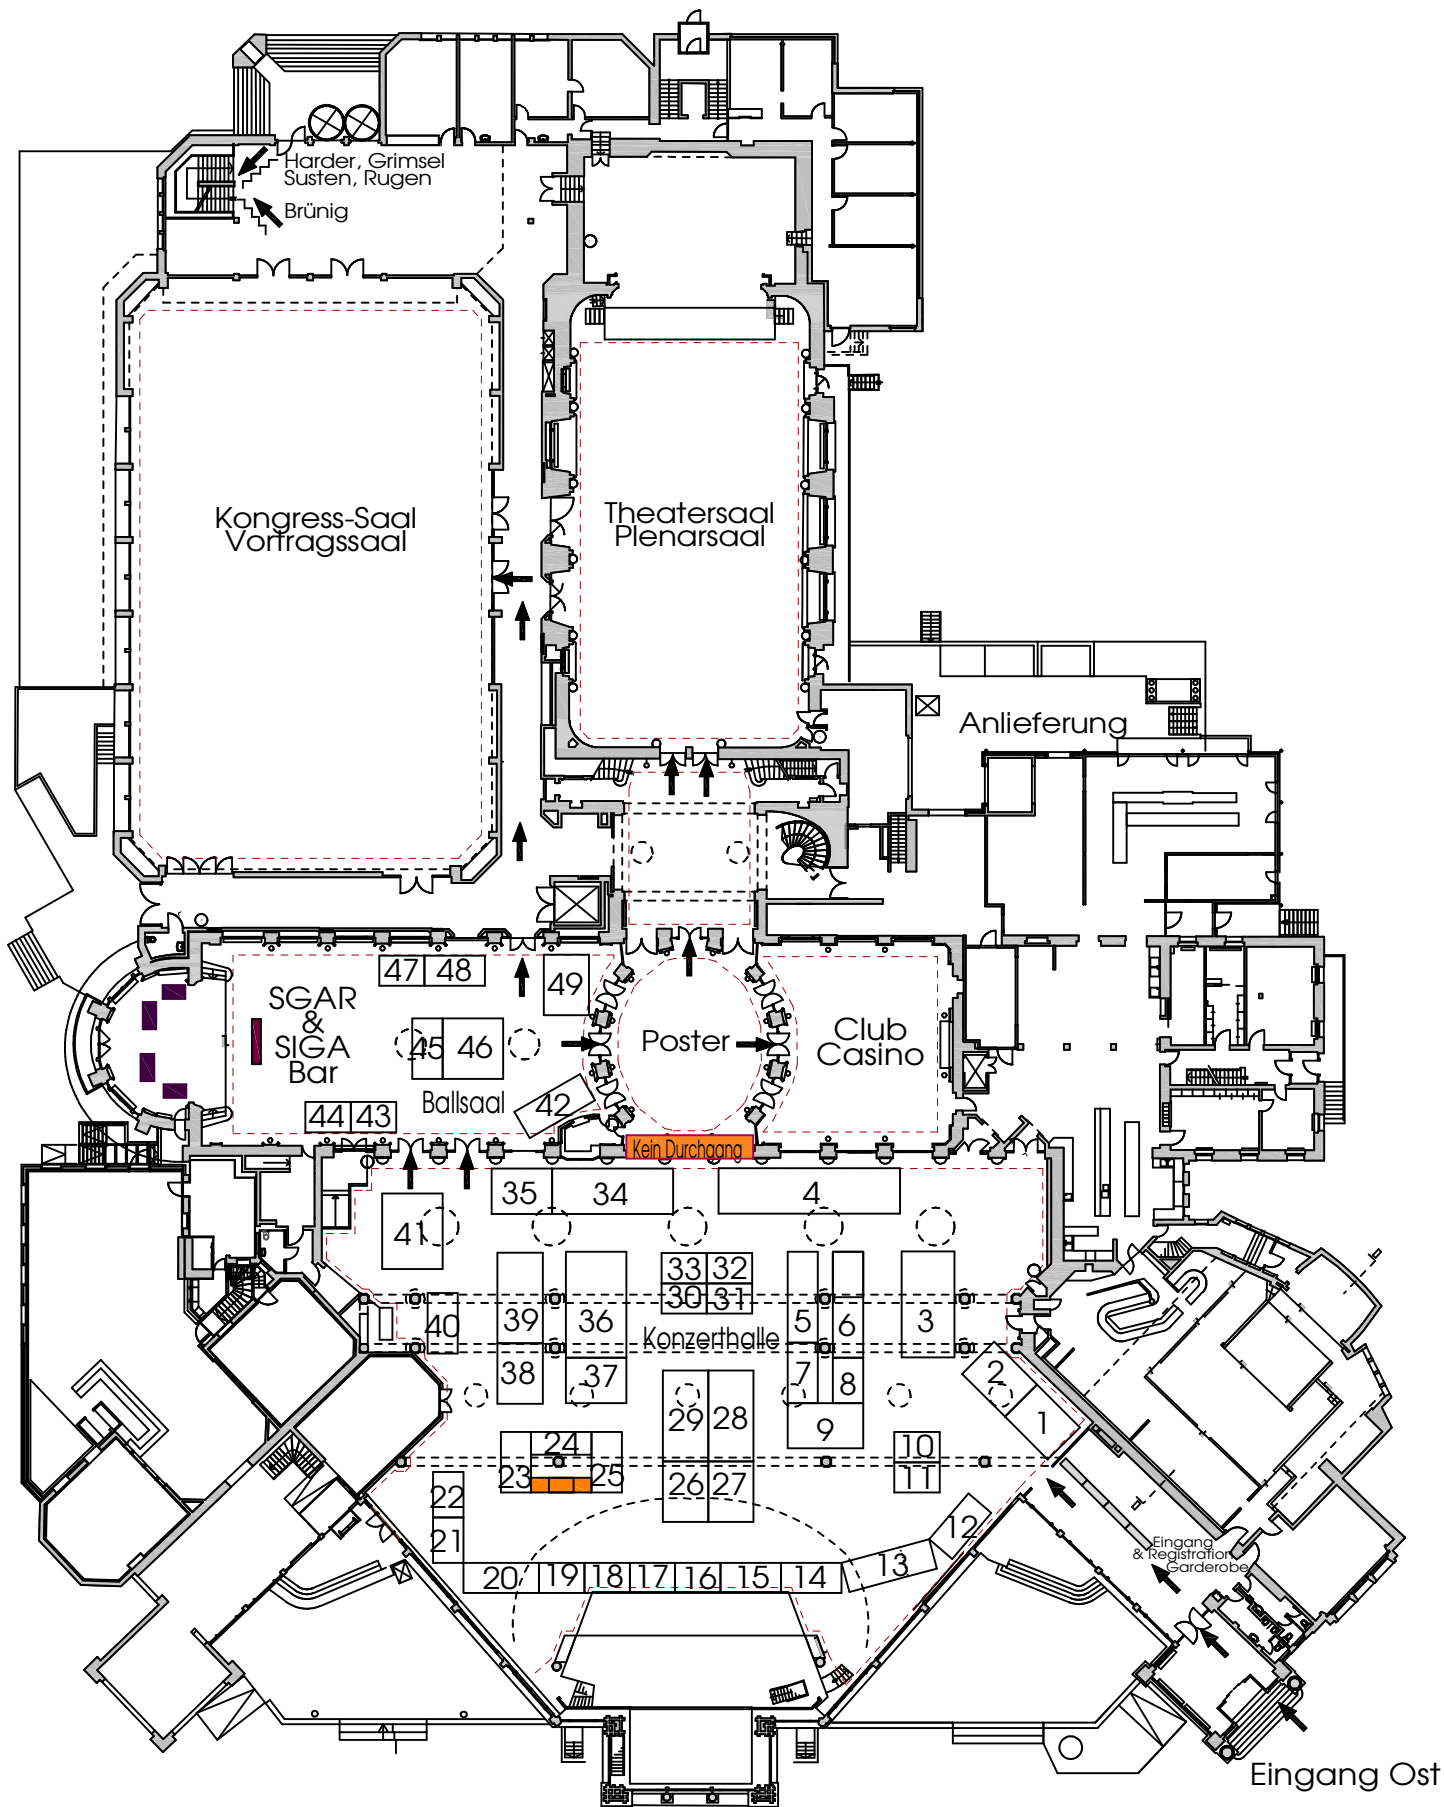 Harder, Grimsel
Susten, Rugen
Brünig
Kongress-Saal
Vortragssaal
Theatersaal
Plenarsaal
Anlieferung
47 48
49
SGAR
&
SIGA
Bar
45 46
Poster
Club
Casino
Ballsaal
42
44 43
Kein Durchgang
35 34
4
41
33 32
30 31
40
39
36
5
6
3
Konzerthalle
38
37
7
8
2
1
29 28
9
24
23
25
26 27
10
11
22
21
12
13
20 19 18 17 16 15 14
Eingang
& Registration
Garderobe
Eingang Ost